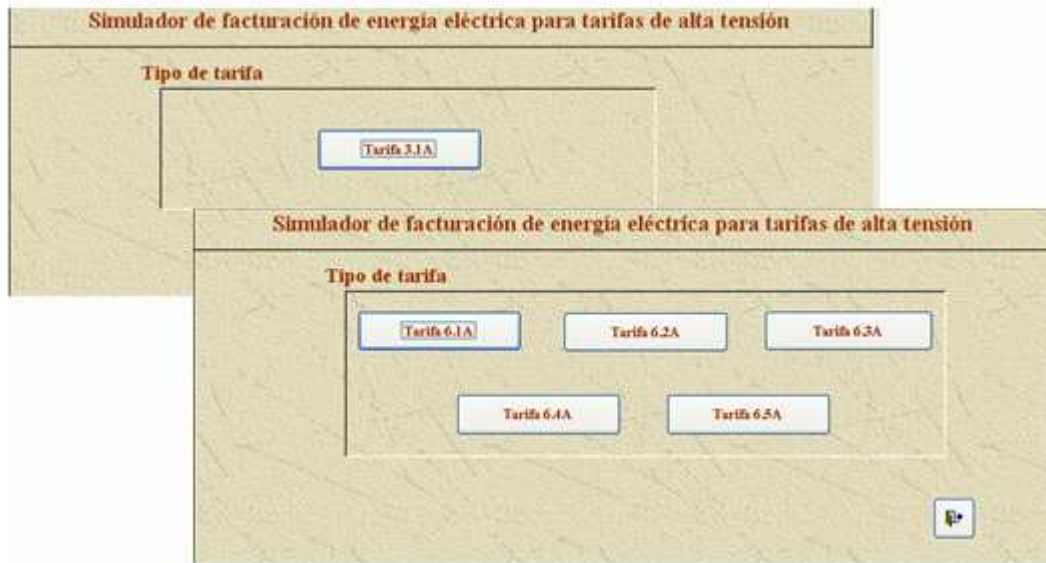 Simulador de facturación de energía eléctrica para tarifas de alta tensión
Tipo de tarifa
Tarifa 3.1A
Simulador de facturación de energía eléctrica para tarifas de alta tensión
Tipo de tarifa
Tarifa 6.1A Tarifa 6.2A Tarifa 6.3A
Tarifa 6.4A Tarifa 6.5A